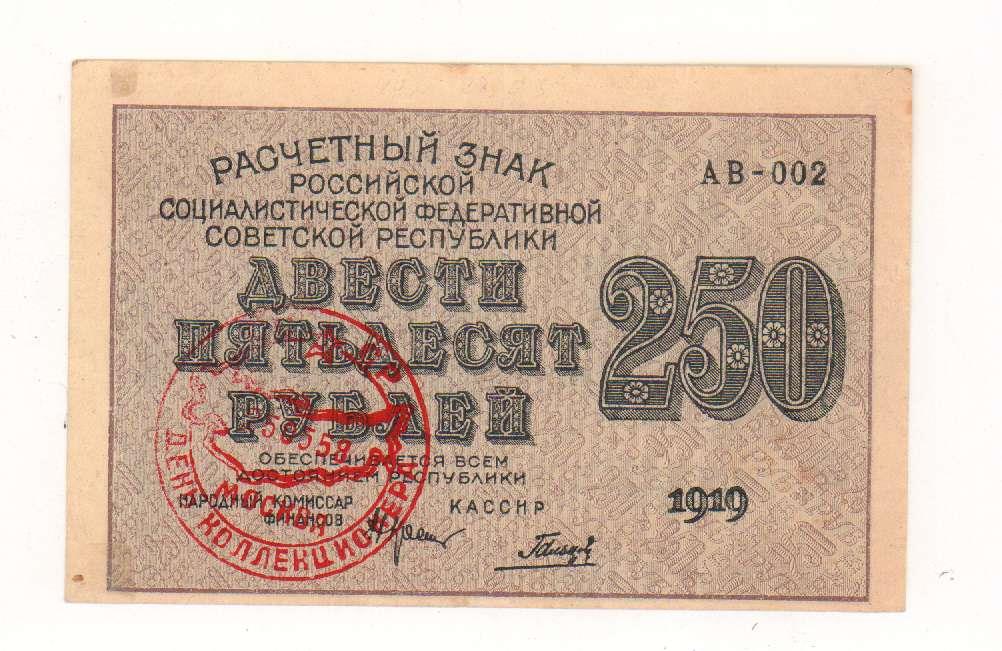 РАСЧЕТНЫЙ ЗНАК
РОССИЙСКОЙ
СОЦИАЛИСТИЧЕСКОЙ ФЕДЕРАТИВНОЙ
СОВЕТСКОЙ РЕСПУБЛИКИ
АВ-002
ДВЕСТИ
ПЯТЬДЕСЯТ
РУБЛЕЙ
250
ОБЕСПЕЧИВАЕТСЯ ВСЕМ
ДОСТОЯНИЕМ РЕСПУБЛИКИ
НАРОДНЫЙ КОМИССАР
ФИНАНСОВ
КАССИР
1919
МОСКВА
ДЕНЬ КОЛЛЕКЦИОНЕРА